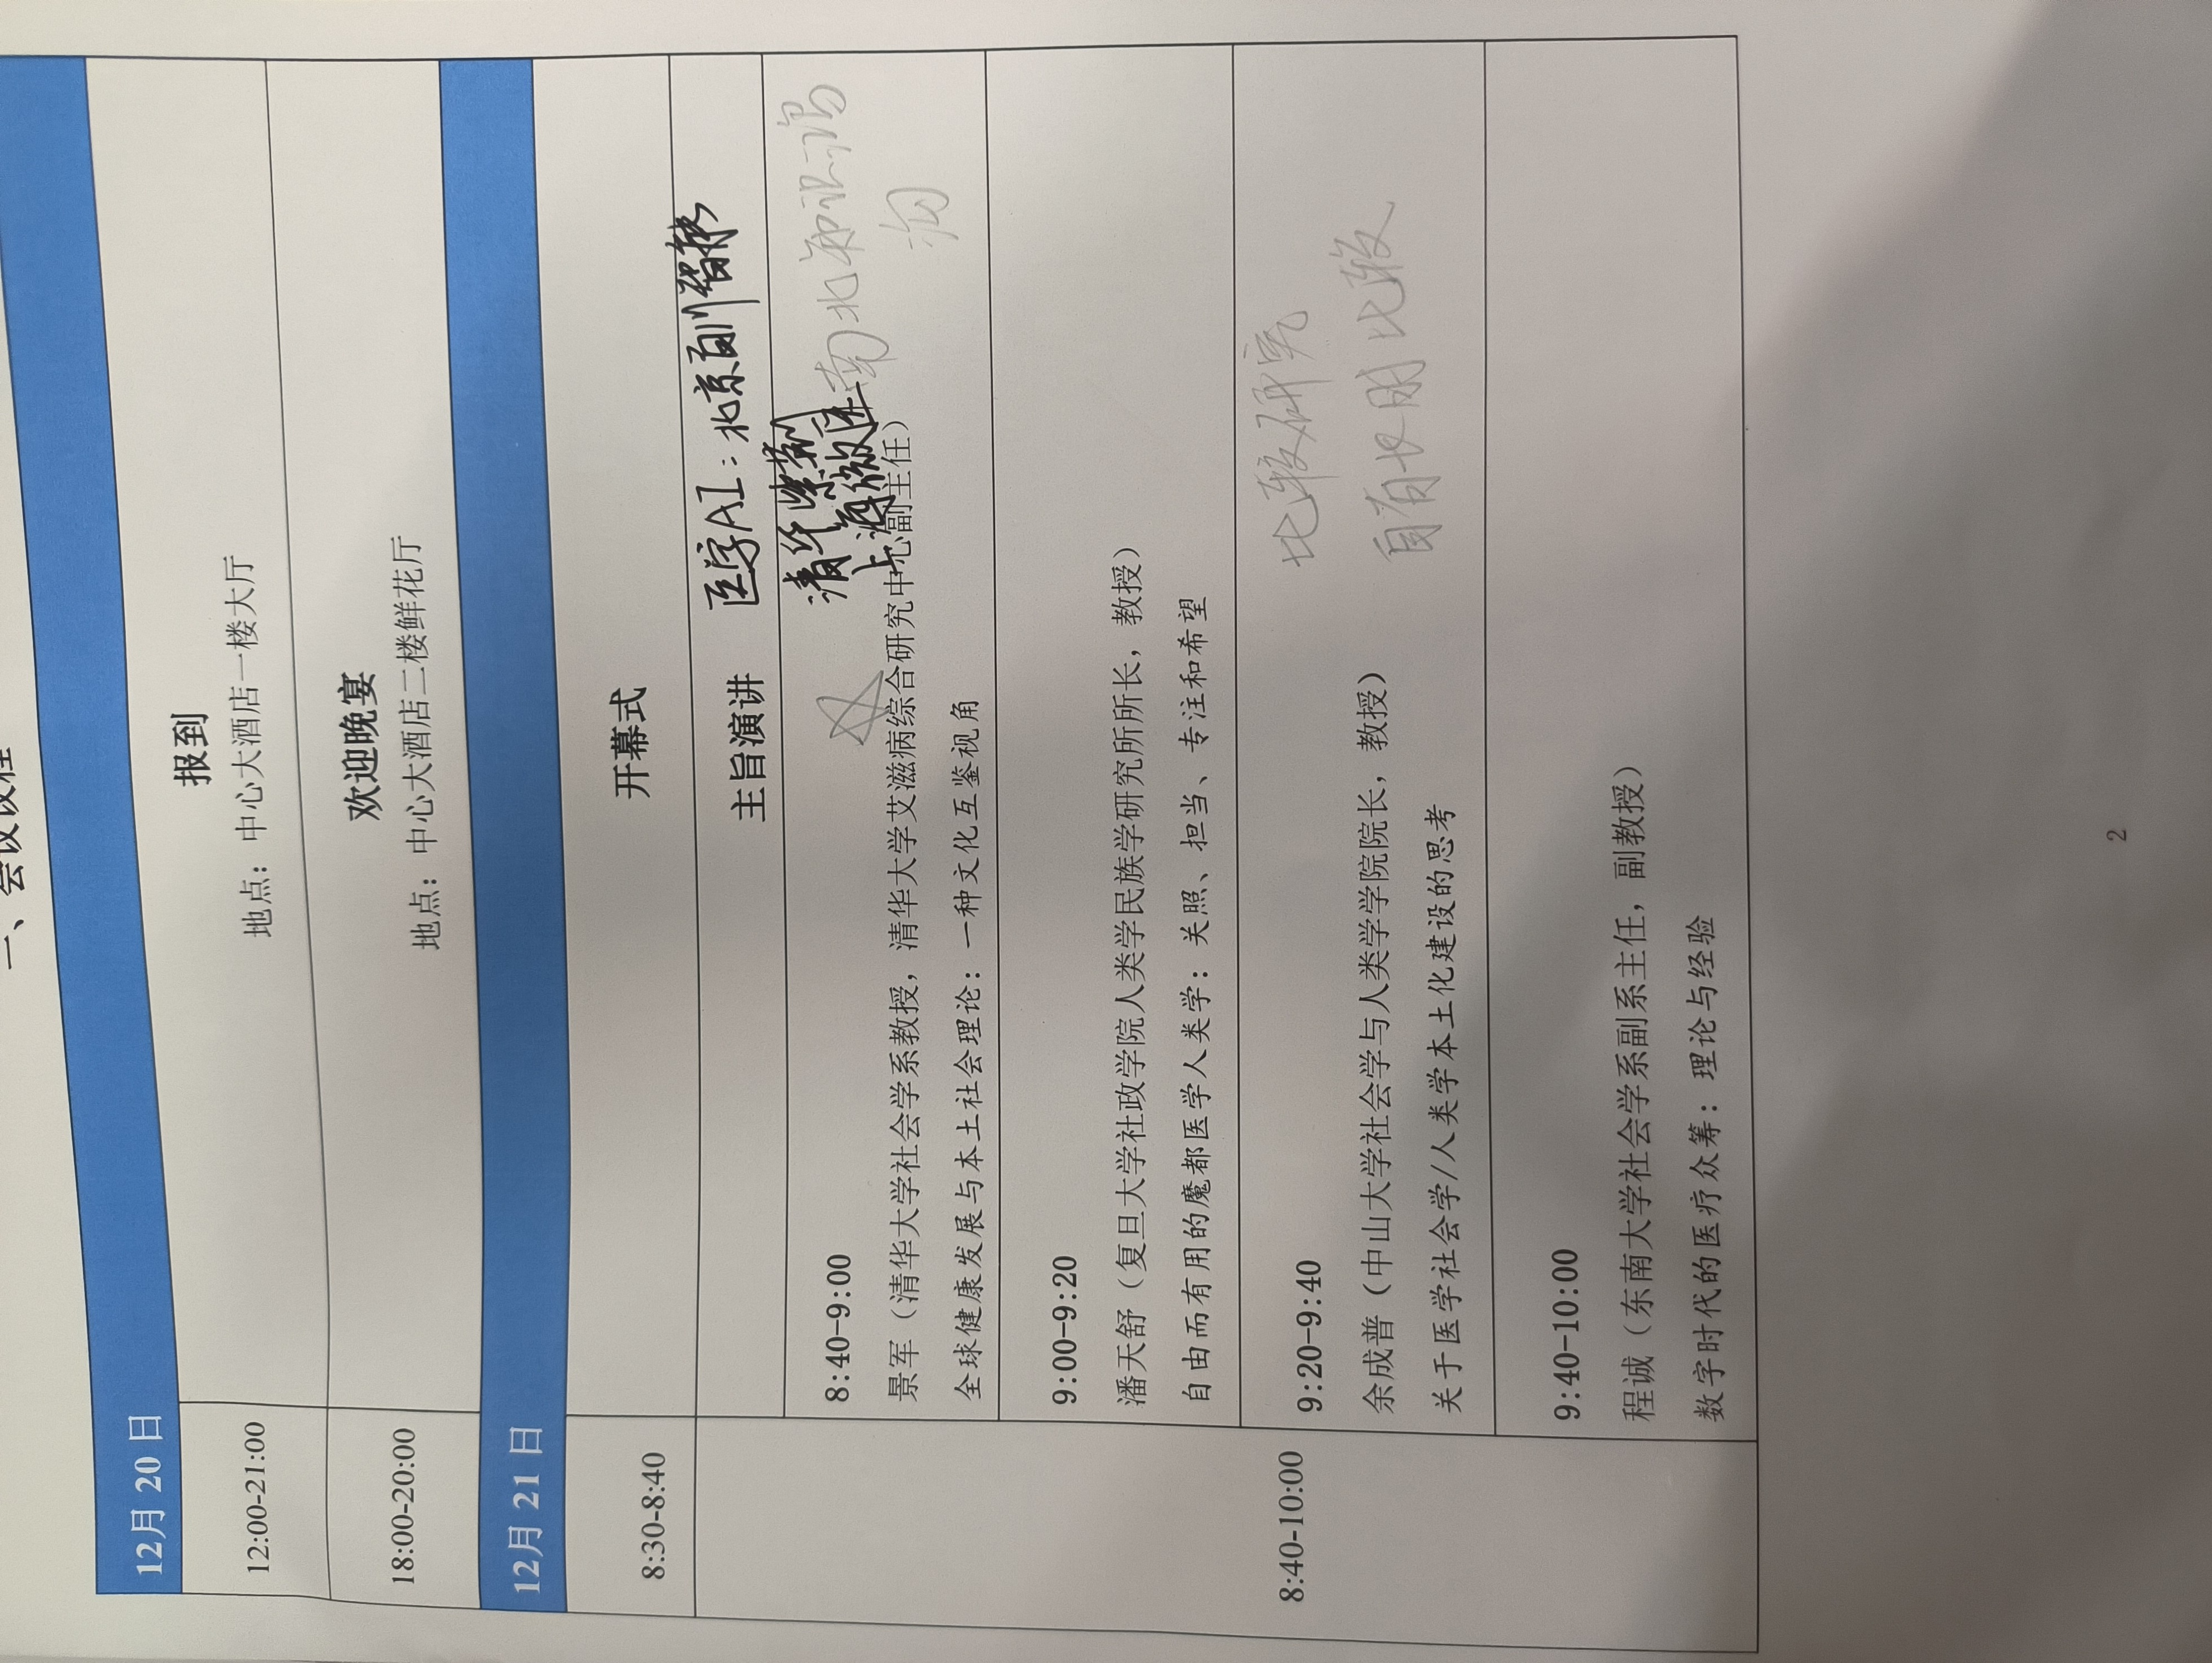 一、会议议程
12月 20 日
12:00-21:00
报到
地点：中心大酒店一楼大厅
18:00-20:00
欢迎晚宴
地点：中心大酒店二楼鲜花厅
12月 21 日
8:30-8:40
开幕式
8:40-10:00
主旨演讲
医学AI：北京百川智能
清华紫荆
上海微医
8:40-9:00
南北知识鸿
沟
景军（清华大学社会学系教授，清华大学艾滋病综合研究中心副主任）
全球健康发展与本土社会理论：一种文化互鉴视角
9:00-9:20
潘天舒（复旦大学社政学院人类学民族学研究所所长，教授）
自由而有用的魔都医学人类学：关照、担当、专注和希望
9:20-9:40
比较研究
余成普（中山大学社会学与人类学学院院长，教授）
自有长期比较
关于医学社会学/人类学本土化建设的思考
9:40-10:00
程诚（东南大学社会学系副系主任，副教授）
数字时代的医疗众筹：理论与经验
2